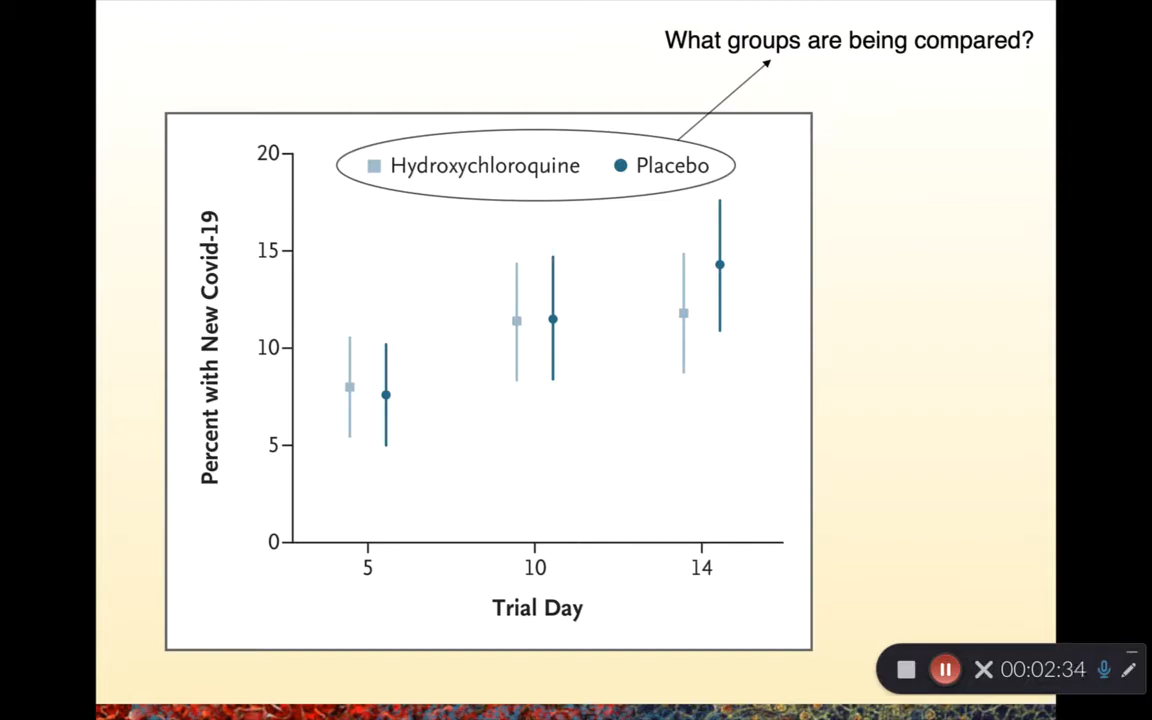 What groups are being compared?
Hydroxychloroquine Placebo
20
15
10
5
0
Percent with New Covid-19
5 10 14
Trial Day
00:02:34